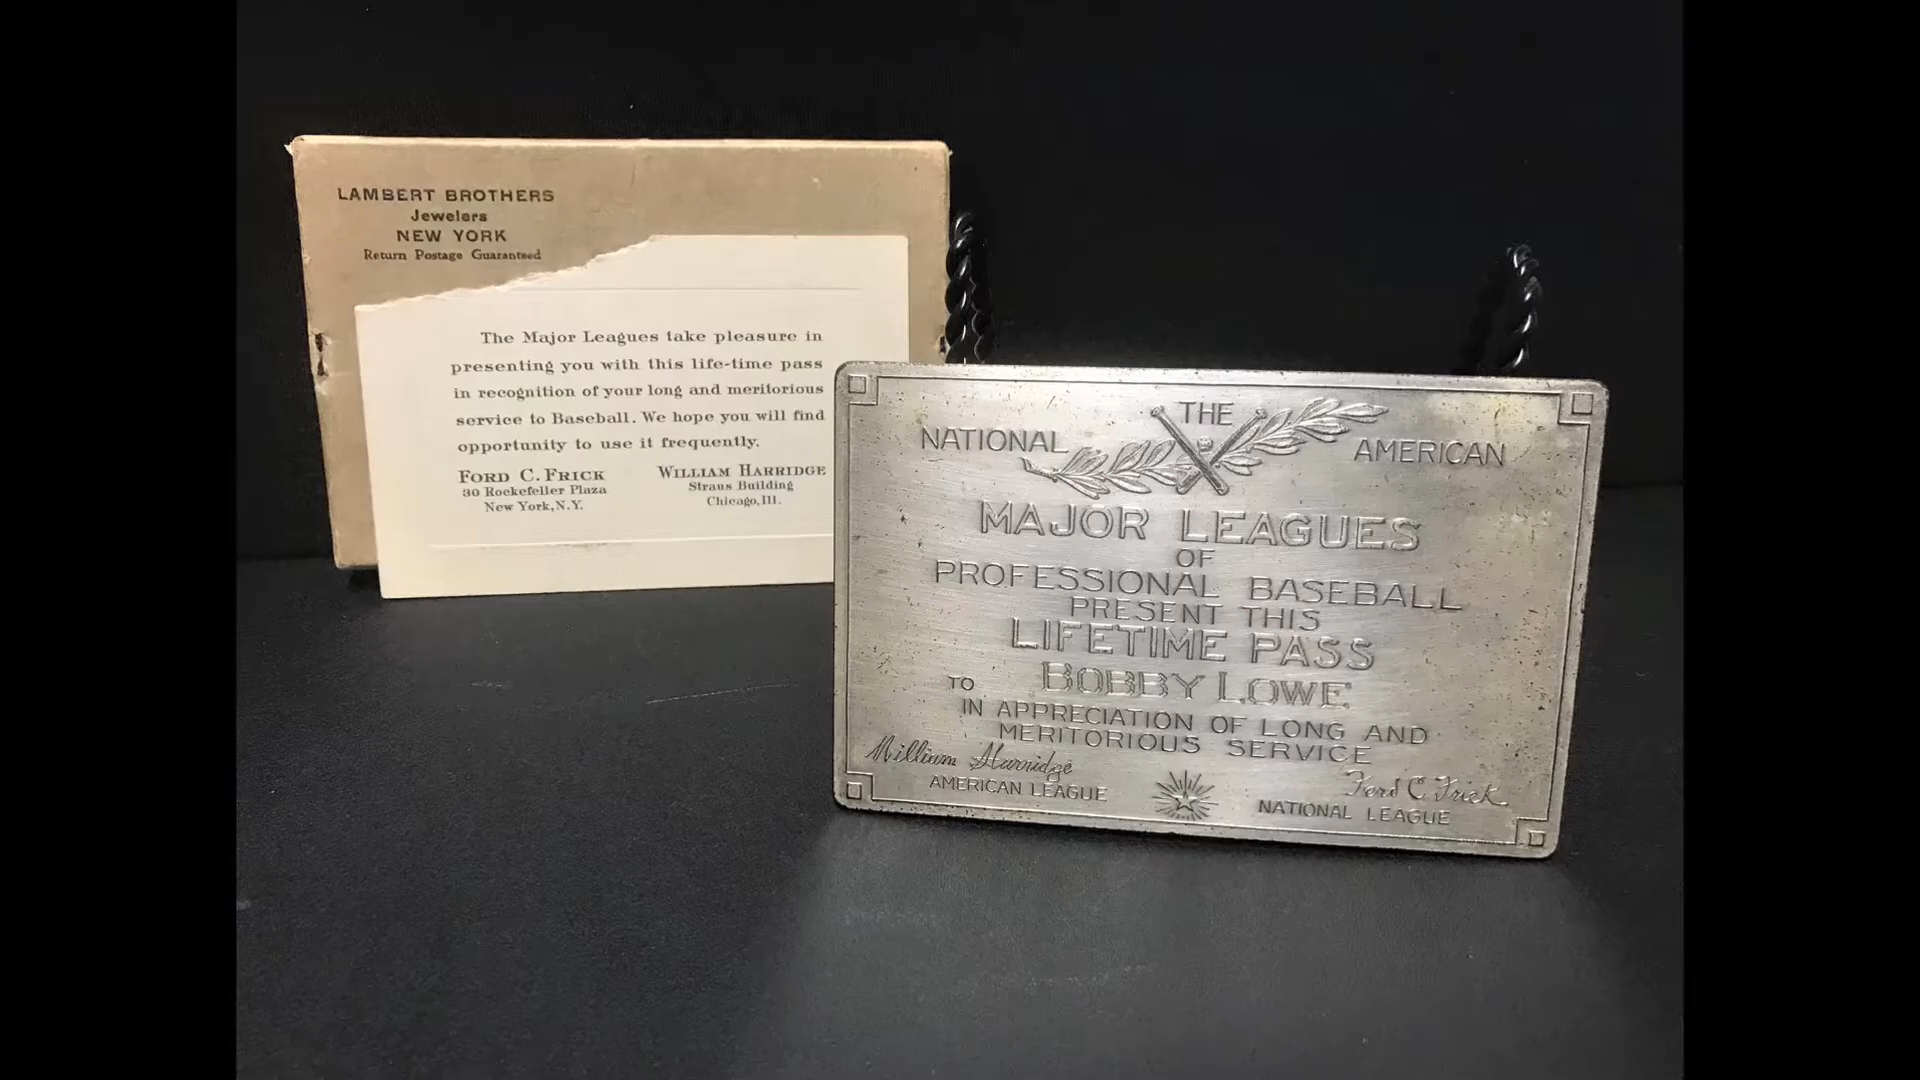 LAMBERT BROTHERS
Jewelers
NEW YORK
Return Postage Guaranteed
The Major Leagues take pleasure in
presenting you with this life-time pass
in recognition of your long and meritorious
service to Baseball. We hope you will find
opportunity to use it frequently.
FORD C. FRICK
30 Rockefeller Plaza
New York, N.Y.
WILLIAM HARRIDGE
Straus Building
Chicago, Ill.
THE
NATIONAL AMERICAN
MAJOR LEAGUES
OF
PROFESSIONAL BASEBALL
PRESENT THIS
LIFETIME PASS
TO BOBBY LOWE
IN APPRECIATION OF LONG AND
MERITORIOUS SERVICE
William Harridge
AMERICAN LEAGUE
Ford C Frick
NATIONAL LEAGUE